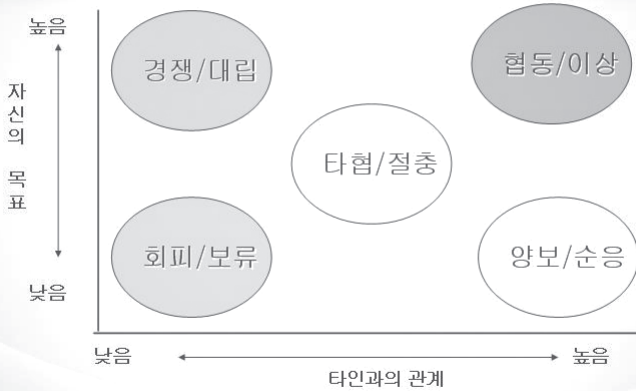 높음
경쟁/대립
협동/이상
자신의 목표
타협/절충
회피/보류
양보/순응
낮음
낮음
높음
타인과의 관계